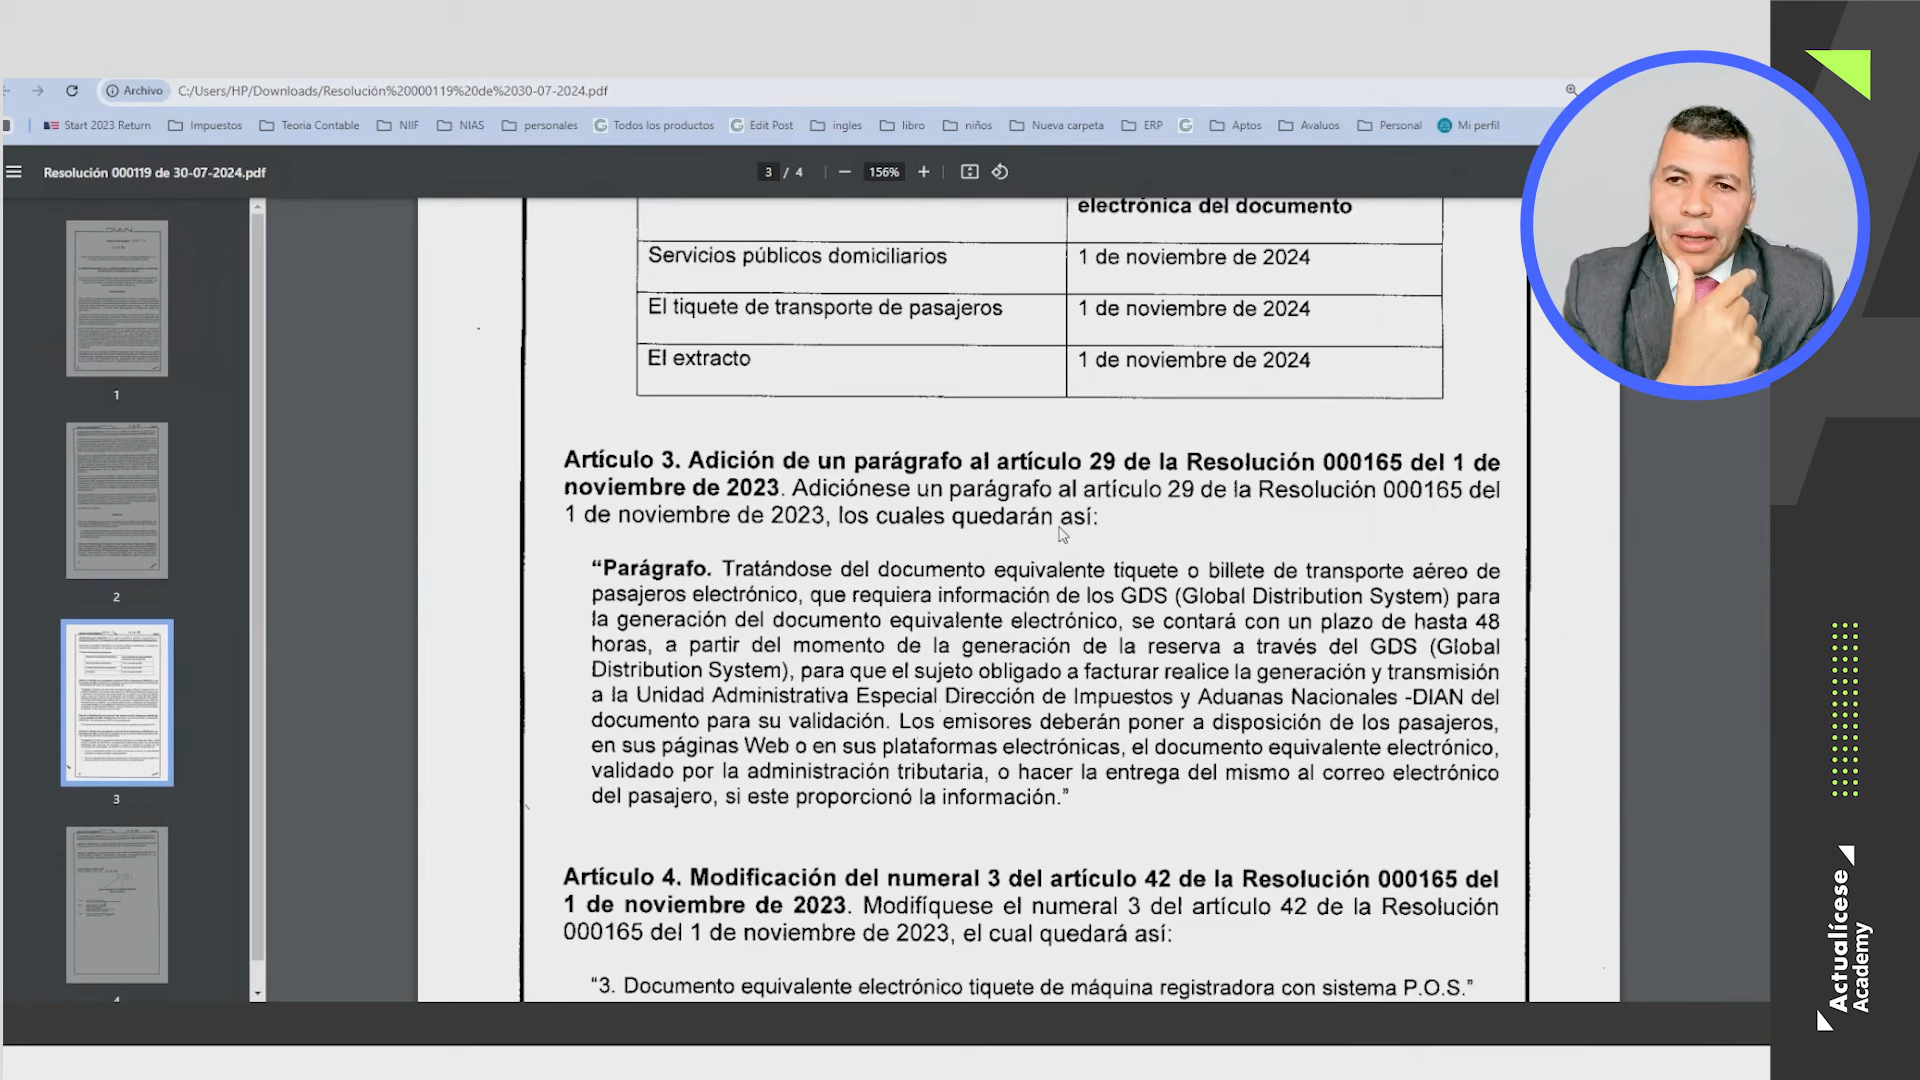 Archivo C:/Users/HP/Downloads/Resolución%20000119%20de%2030-07-2024.pdf
Start 2023 Return Impuestos Teoria Contable NIIF NIAS personales Todos los productos Edit Post ingles libro niños Nueva carpeta ERP Aptos Avaluos Personal Mi perfil
Resolución 000119 de 30-07-2024.pdf 3 / 4 156%
electrónica del documento
Servicios públicos domiciliarios 1 de noviembre de 2024
El tiquete de transporte de pasajeros 1 de noviembre de 2024
El extracto 1 de noviembre de 2024
Artículo 3. Adición de un parágrafo al artículo 29 de la Resolución 000165 del 1 de
noviembre de 2023. Adiciónese un parágrafo al artículo 29 de la Resolución 000165 del
1 de noviembre de 2023, los cuales quedarán así:
“Parágrafo. Tratándose del documento equivalente tiquete o billete de transporte aéreo de
pasajeros electrónico, que requiera información de los GDS (Global Distribution System) para
la generación del documento equivalente electrónico, se contará con un plazo de hasta 48
horas, a partir del momento de la generación de la reserva a través del GDS (Global
Distribution System), para que el sujeto obligado a facturar realice la generación y transmisión
a la Unidad Administrativa Especial Dirección de Impuestos y Aduanas Nacionales -DIAN del
documento para su validación. Los emisores deberán poner a disposición de los pasajeros,
en sus páginas Web o en sus plataformas electrónicas, el documento equivalente electrónico,
validado por la administración tributaria, o hacer la entrega del mismo al correo electrónico
del pasajero, si este proporcionó la información.”
Artículo 4. Modificación del numeral 3 del artículo 42 de la Resolución 000165 del
1 de noviembre de 2023. Modifíquese el numeral 3 del artículo 42 de la Resolución
000165 del 1 de noviembre de 2023, el cual quedará así:
“3. Documento equivalente electrónico tiquete de máquina registradora con sistema P.O.S.”
DIAN
1
2
3
Actualícese
Academy